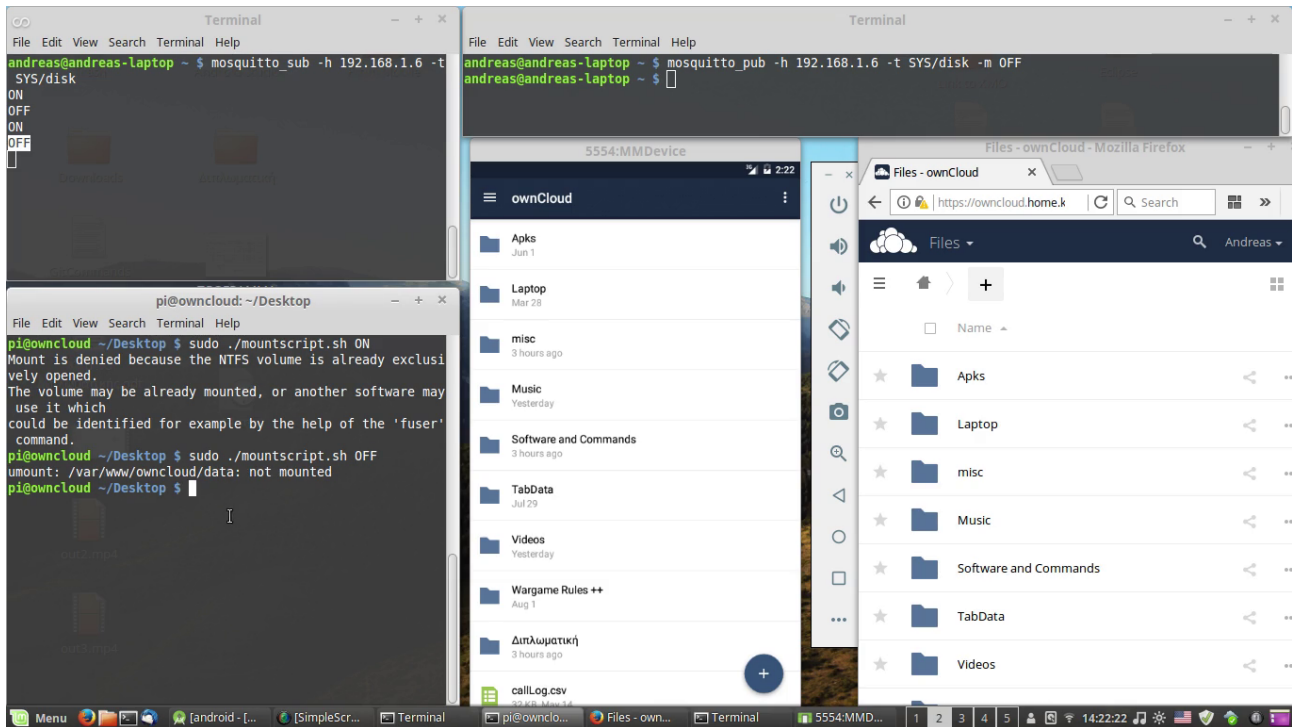 Terminal
File Edit View Search Terminal Help
andreas@andreas-laptop ~ $ mosquitto_sub -h 192.168.1.6 -t
SYS/disk
ON
OFF
ON
OFF
Terminal
File Edit View Search Terminal Help
andreas@andreas-laptop ~ $ mosquitto_pub -h 192.168.1.6 -t SYS/disk -m OFF
andreas@andreas-laptop ~ $
pi@owncloud: ~/Desktop
File Edit View Search Terminal Help
pi@owncloud ~/Desktop $ sudo ./mountscript.sh ON
Mount is denied because the NTFS volume is already exclusi
vely opened.
The volume may be already mounted, or another software may
use it which
could be identified for example by the help of the 'fuser'
command.
pi@owncloud ~/Desktop $ sudo ./mountscript.sh OFF
umount: /var/www/owncloud/data: not mounted
pi@owncloud ~/Desktop $
out2.mp4
5554:MMDevice
2:22
ownCloud
Apks
Jun 1
Laptop
Mar 28
misc
3 hours ago
Music
Yesterday
Software and Commands
3 hours ago
TabData
Jul 29
Videos
Yesterday
Wargame Rules ++
Aug 1
Διπλωματική
3 hours ago
callLog.csv
32 KB, May 14
Files - ownCloud - Mozilla Firefox
Files - ownCloud
https://owncloud.home.k
Search
Files
Andreas
Name
Apks
Laptop
misc
Music
Software and Commands
TabData
Videos
Menu
[android - [...
[SimpleScr...
Terminal
pi@ownclo...
Files - own...
Terminal
5554:MMD...
1 2 3 4 5
14:22:22